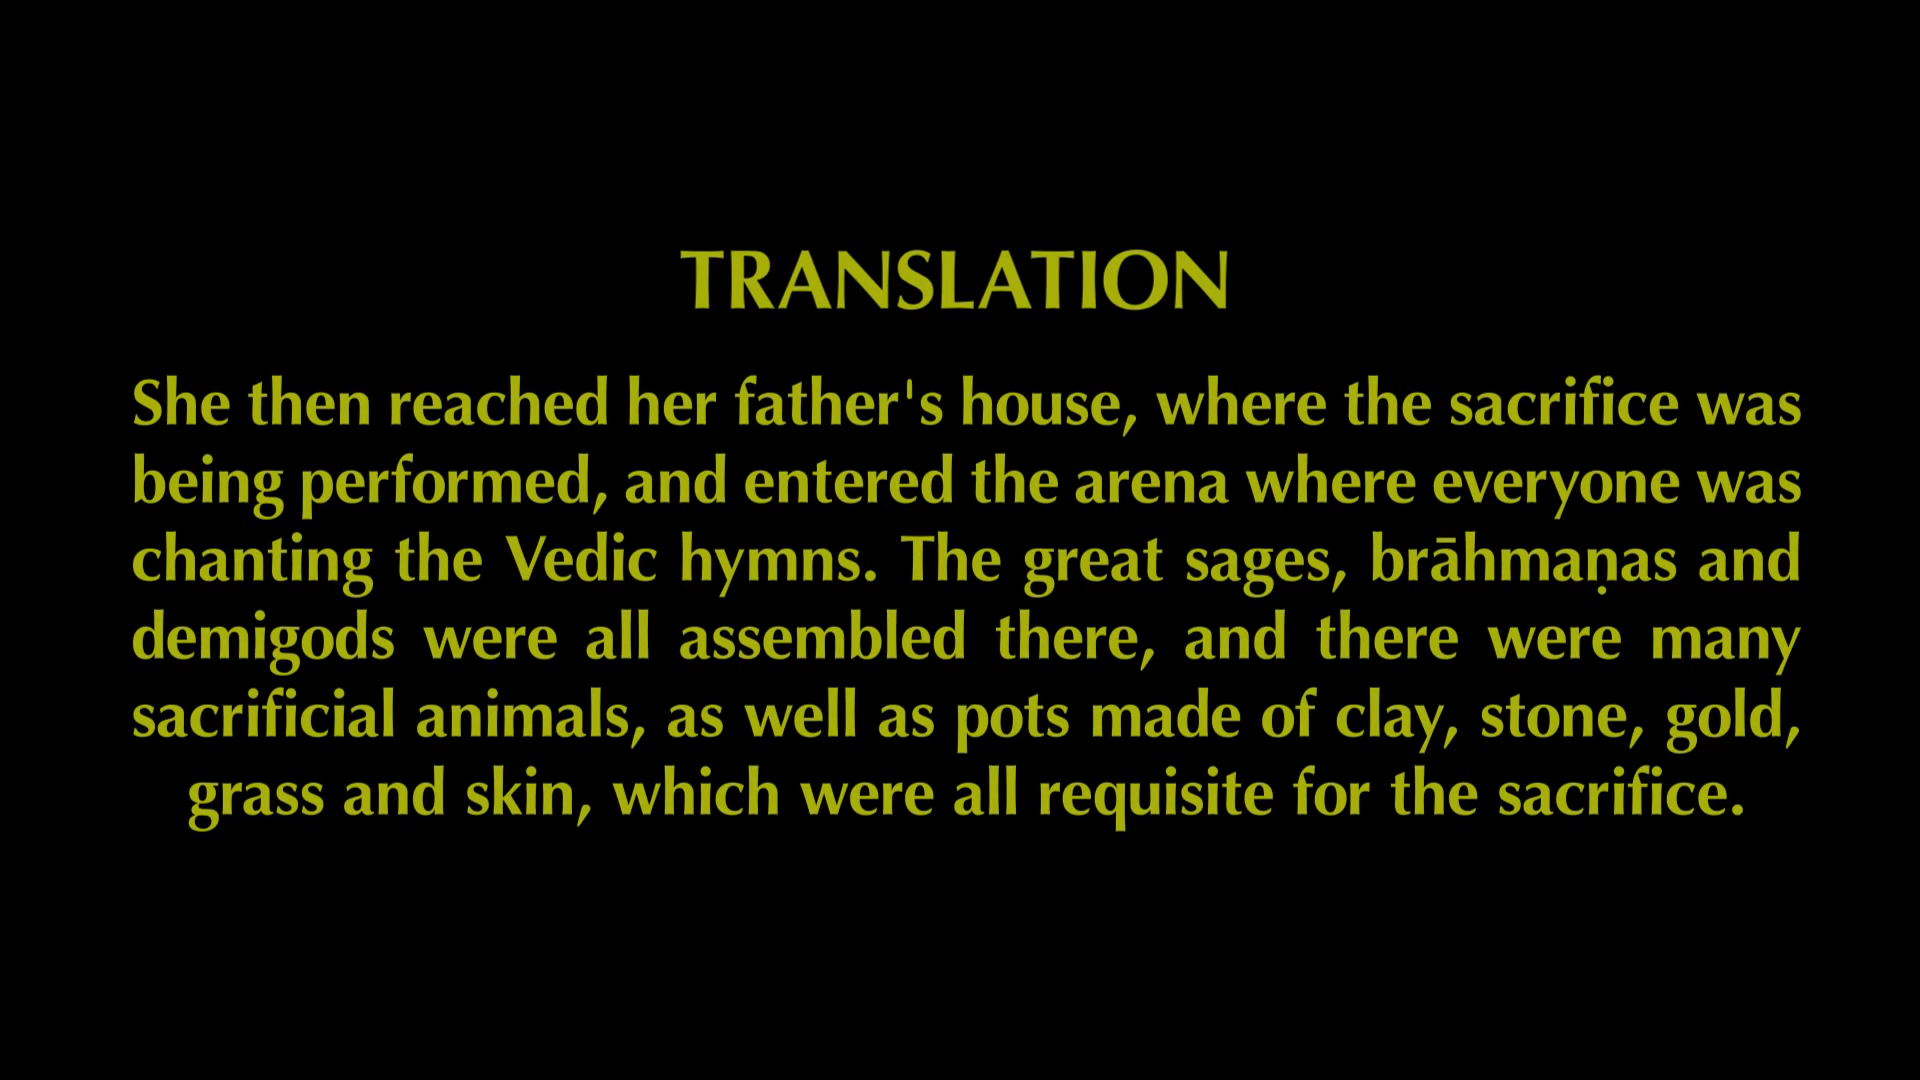 TRANSLATION
She then reached her father's house, where the sacrifice was
being performed, and entered the arena where everyone was
chanting the Vedic hymns. The great sages, brāhmaṇas and
demigods were all assembled there, and there were many
sacrificial animals, as well as pots made of clay, stone, gold,
grass and skin, which were all requisite for the sacrifice.